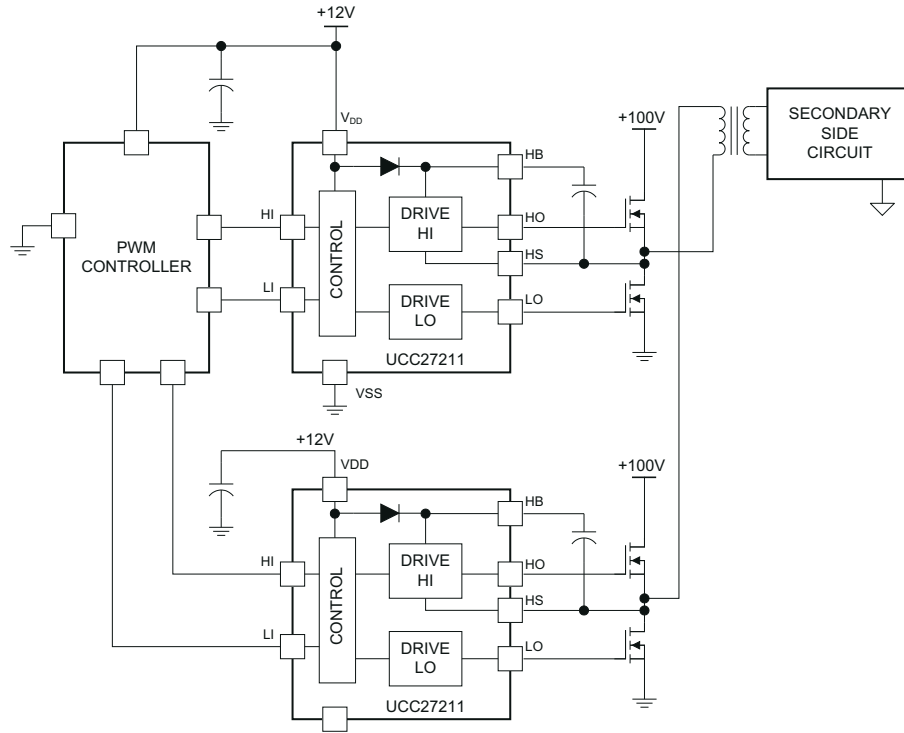 +12V
VDD
+100V
SECONDARY
SIDE
CIRCUIT
HB
HI
DRIVE
HI
HO
PWM
CONTROLLER
CONTROL
HS
LI
DRIVE
LO
LO
UCC27211
VSS
+12V
VDD
+100V
HB
HI
DRIVE
HI
HO
CONTROL
HS
LI
DRIVE
LO
LO
UCC27211